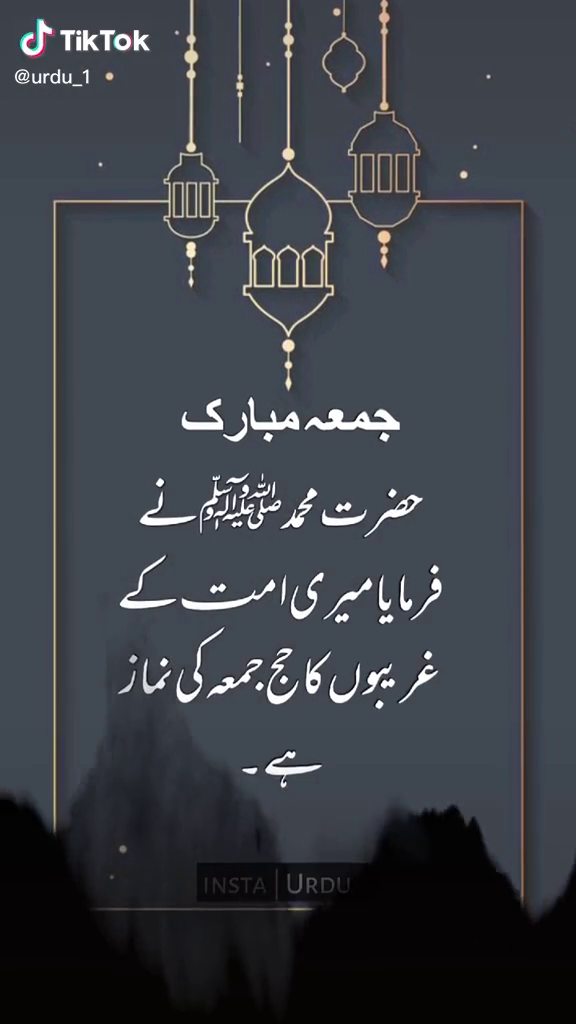 TikTok
@urdu_1
جمعہ مبارک
حضرت محمد ﷺ نے
فرمایا میری امت کے
غریبوں کا حج جمعہ کی نماز
ہے۔
INSTA | URDU